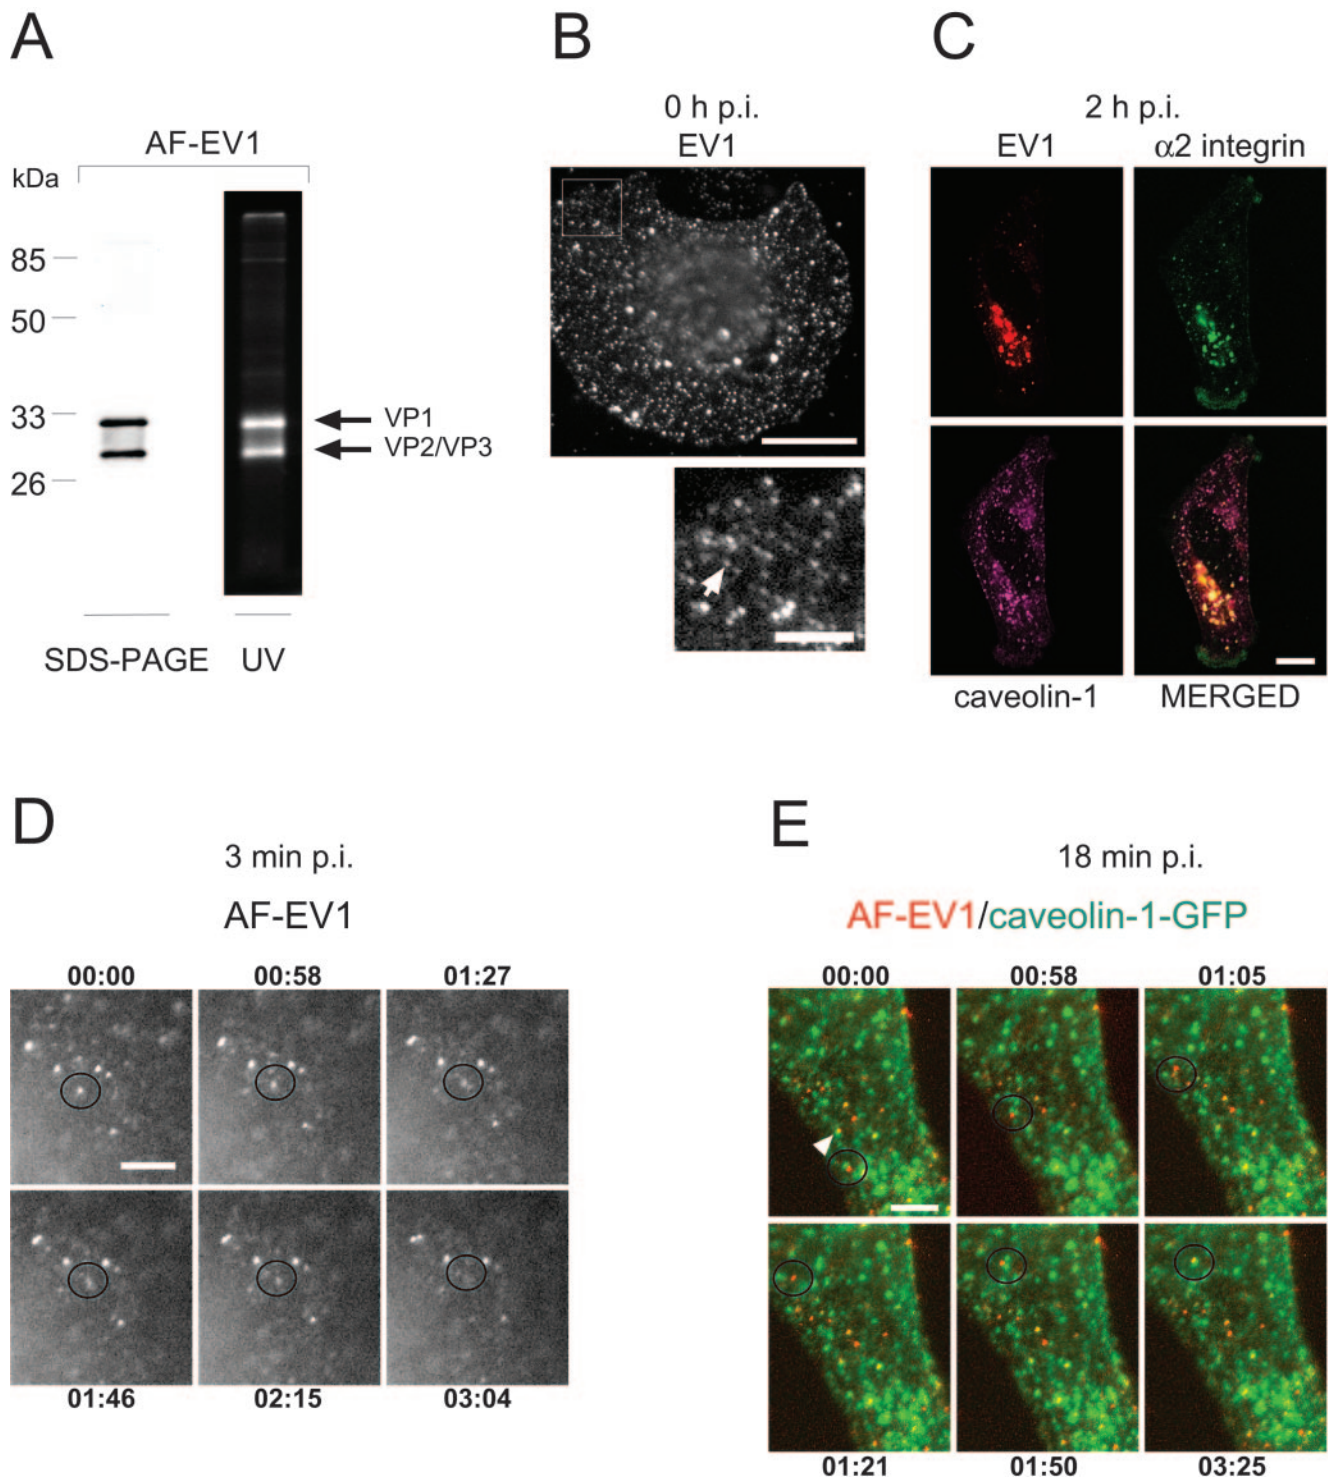 A
AF-EV1
kDa
85
50
33
26
VP1
VP2/VP3
SDS-PAGE UV
B
0 h p.i.
EV1
C
2 h p.i.
EV1 α2 integrin
caveolin-1 MERGED
D
3 min p.i.
AF-EV1
00:00 00:58 01:27
01:46 02:15 03:04
E
18 min p.i.
AF-EV1/caveolin-1-GFP
00:00 00:58 01:05
01:21 01:50 03:25